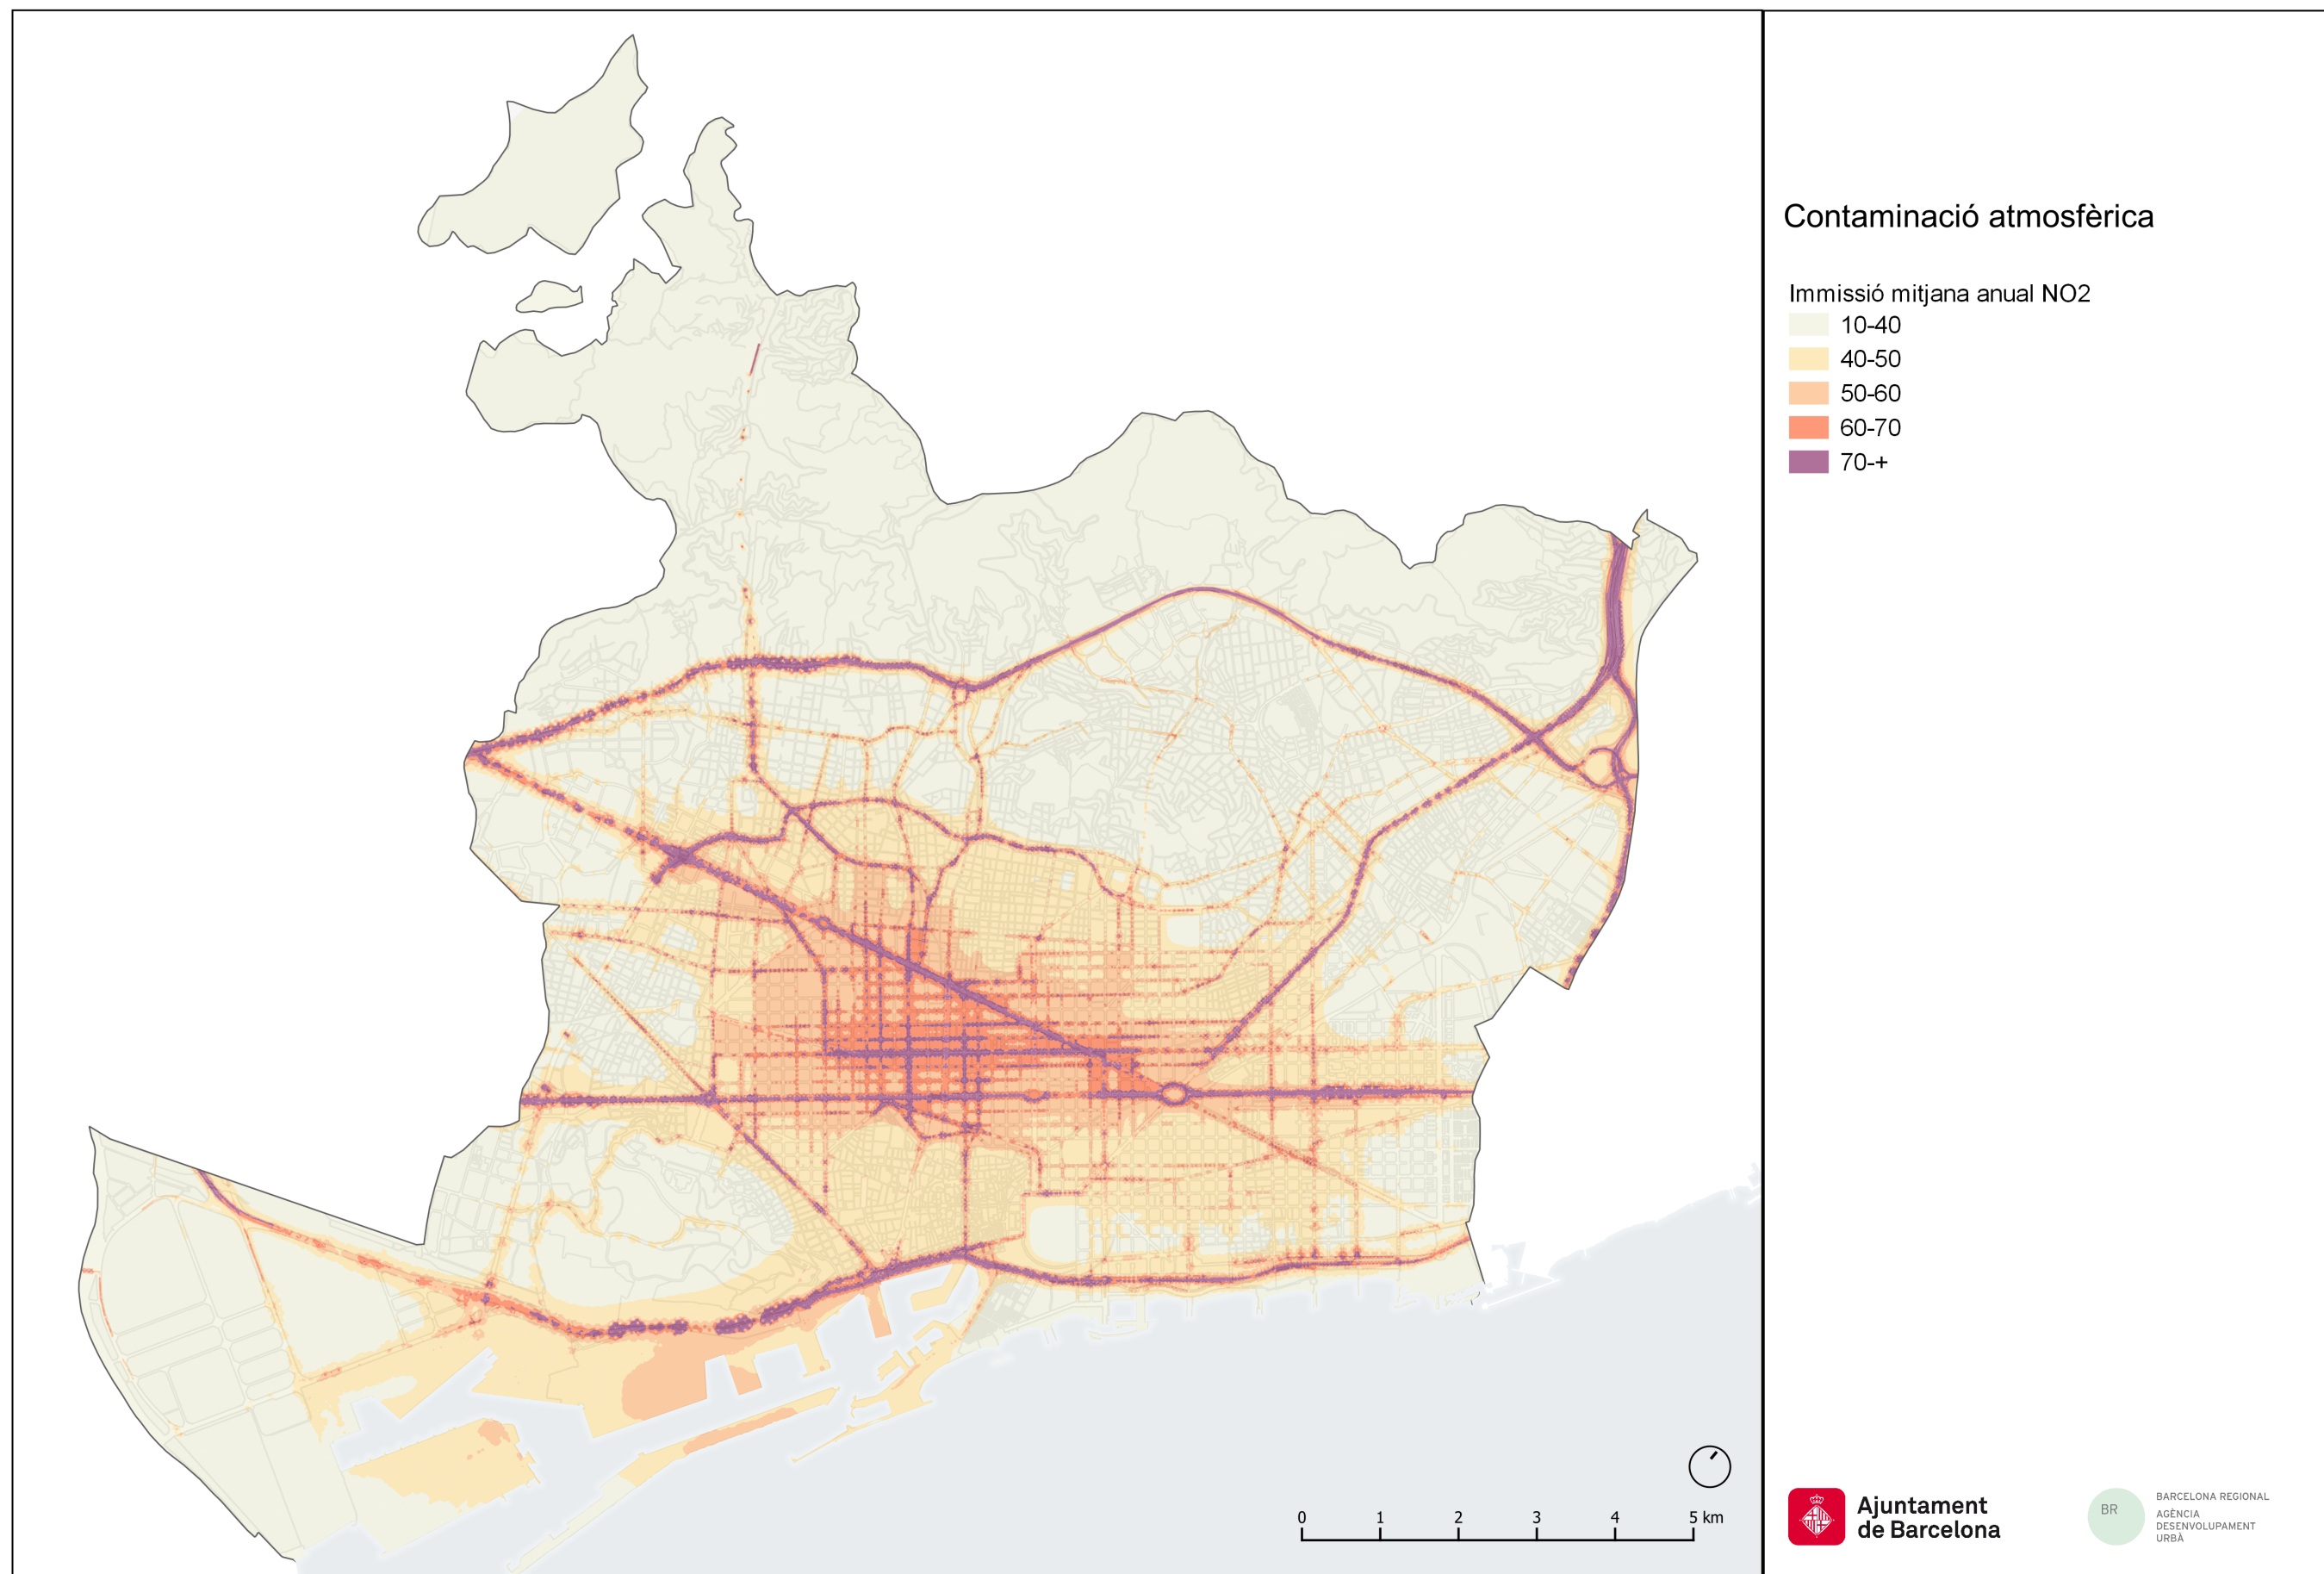 Contaminació atmosfèrica
Immissió mitjana anual NO2
10-40
40-50
50-60
60-70
70-+
0 1 2 3 4 5 km
Ajuntament
de Barcelona
BR
BARCELONA REGIONAL
AGÈNCIA
DESENVOLUPAMENT
URBÀ